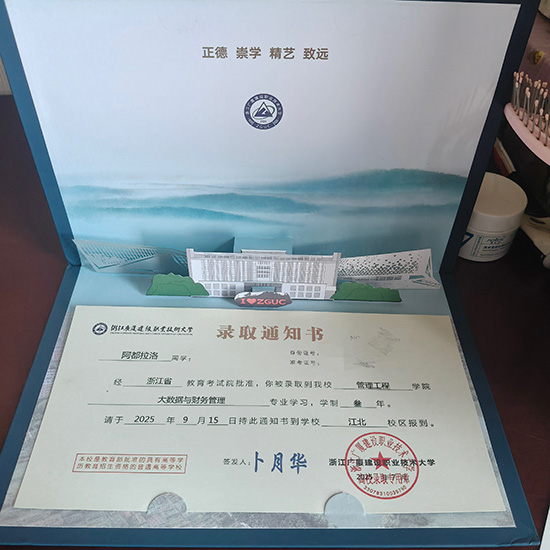 正德 崇学 精艺 致远
I❤ZGUC
浙江广厦建设职业技术大学
录取通知书
阿都拉洛 同学:
身份证号:
准考证号:
经 浙江省 教育考试院批准,你被录取到我校 管理工程 学院
大数据与财务管理 专业学习,学制 叁 年。
请于 2025 年 9 月 15 日持此通知书到学校 江北 校区报到。
本校是教育部批准的具有高等学
历教育招生资格的普通高等学校
签发人: 卜月华
浙江广厦建设职业技术大学